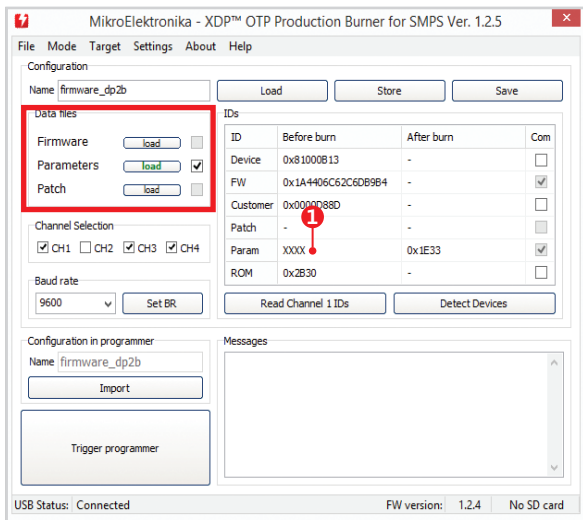 MikroElektronika - XDP™ OTP Production Burner for SMPS Ver. 1.2.5
File Mode Target Settings About Help
Configuration
Name firmware_dp2b
Load Store Save
Data files
Firmware load
Parameters load
Patch load
IDs
ID Before burn After burn Com
Device 0x81000B13 -
FW 0x1A4406C62C6DB9B4 -
Customer 0x0000D88D -
Patch - -
1
Param XXXX 0x1E33
ROM 0x2B30 -
Channel Selection
CH1 CH2 CH3 CH4
Baud rate
9600 Set BR
Read Channel 1 IDs Detect Devices
Configuration in programmer
Name firmware_dp2b
Import
Trigger programmer
Messages
USB Status: Connected FW version: 1.2.4 No SD card